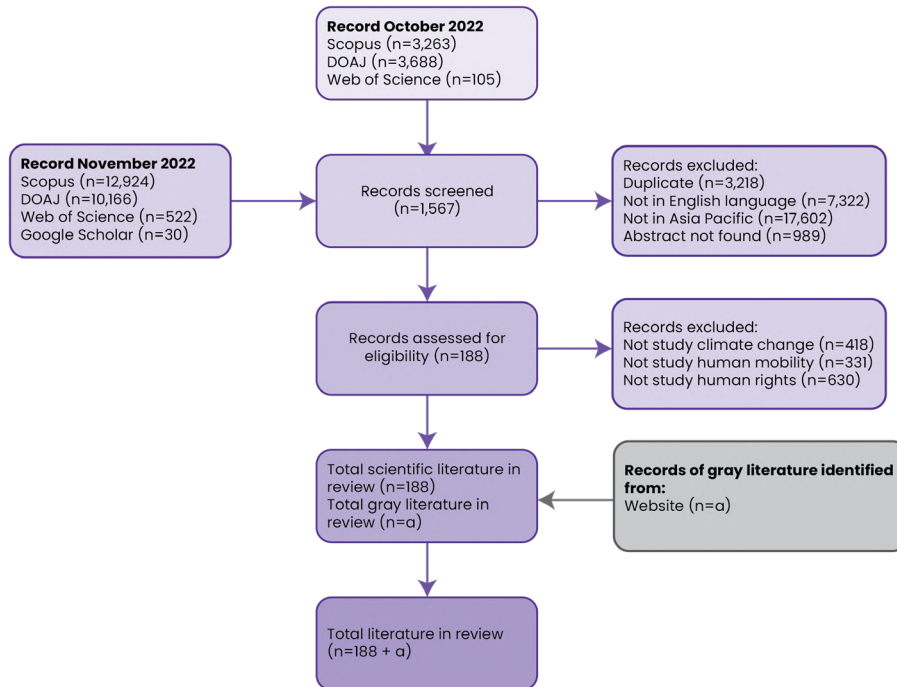 Record October 2022
Scopus (n=3,263)
DOAJ (n=3,688)
Web of Science (n=105)
Record November 2022
Scopus (n=12,924)
DOAJ (n=10,166)
Web of Science (n=522)
Google Scholar (n=30)
Records screened
(n=1,567)
Records excluded:
Duplicate (n=3,218)
Not in English language (n=7,322)
Not in Asia Pacific (n=17,602)
Abstract not found (n=989)
Records assessed for
eligibility (n=188)
Records excluded:
Not study climate change (n=418)
Not study human mobility (n=331)
Not study human rights (n=630)
Total scientific literature in
review (n=188)
Total gray literature in
review (n=a)
Records of gray literature identified
from:
Website (n=a)
Total literature in review
(n=188 + a)